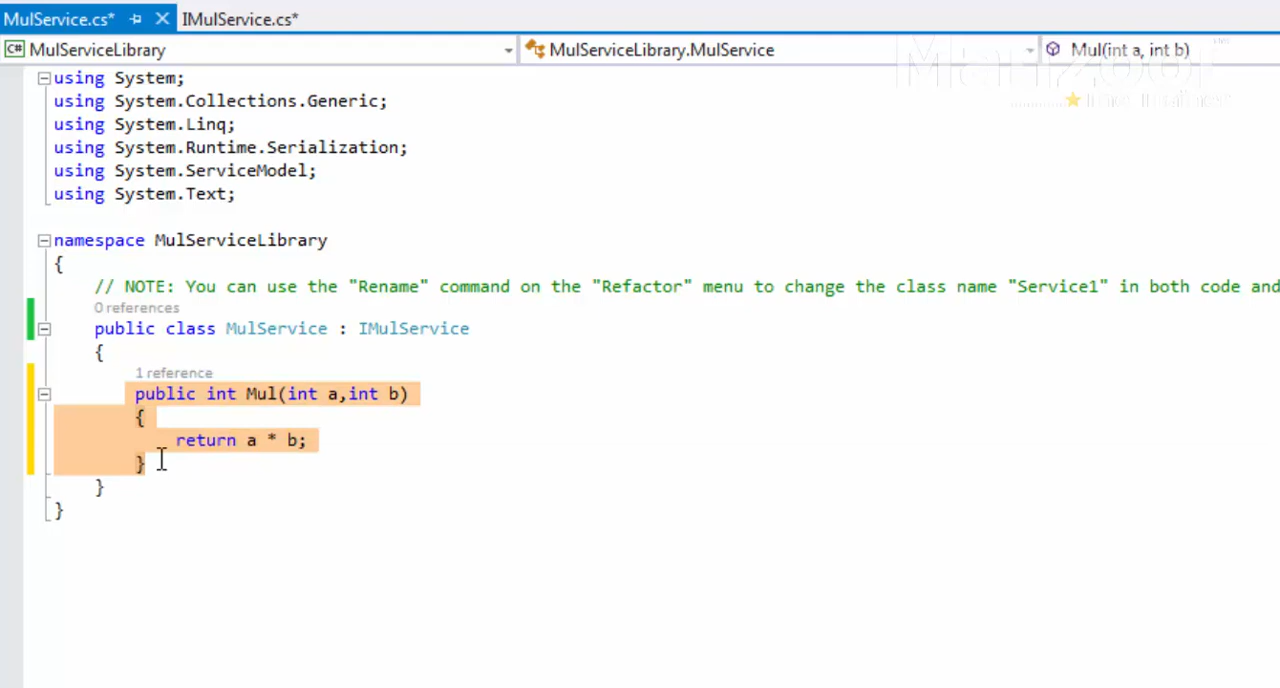 MulService.cs* IMulService.cs*
C# MulServiceLibrary MulServiceLibrary.MulService Mul(int a, int b)
using System;
using System.Collections.Generic;
using System.Linq;
using System.Runtime.Serialization;
using System.ServiceModel;
using System.Text;
namespace MulServiceLibrary
{
// NOTE: You can use the "Rename" command on the "Refactor" menu to change the class name "Service1" in both code and
0 references
public class MulService : IMulService
{
1 reference
public int Mul(int a,int b)
{
return a * b;
}
}
}